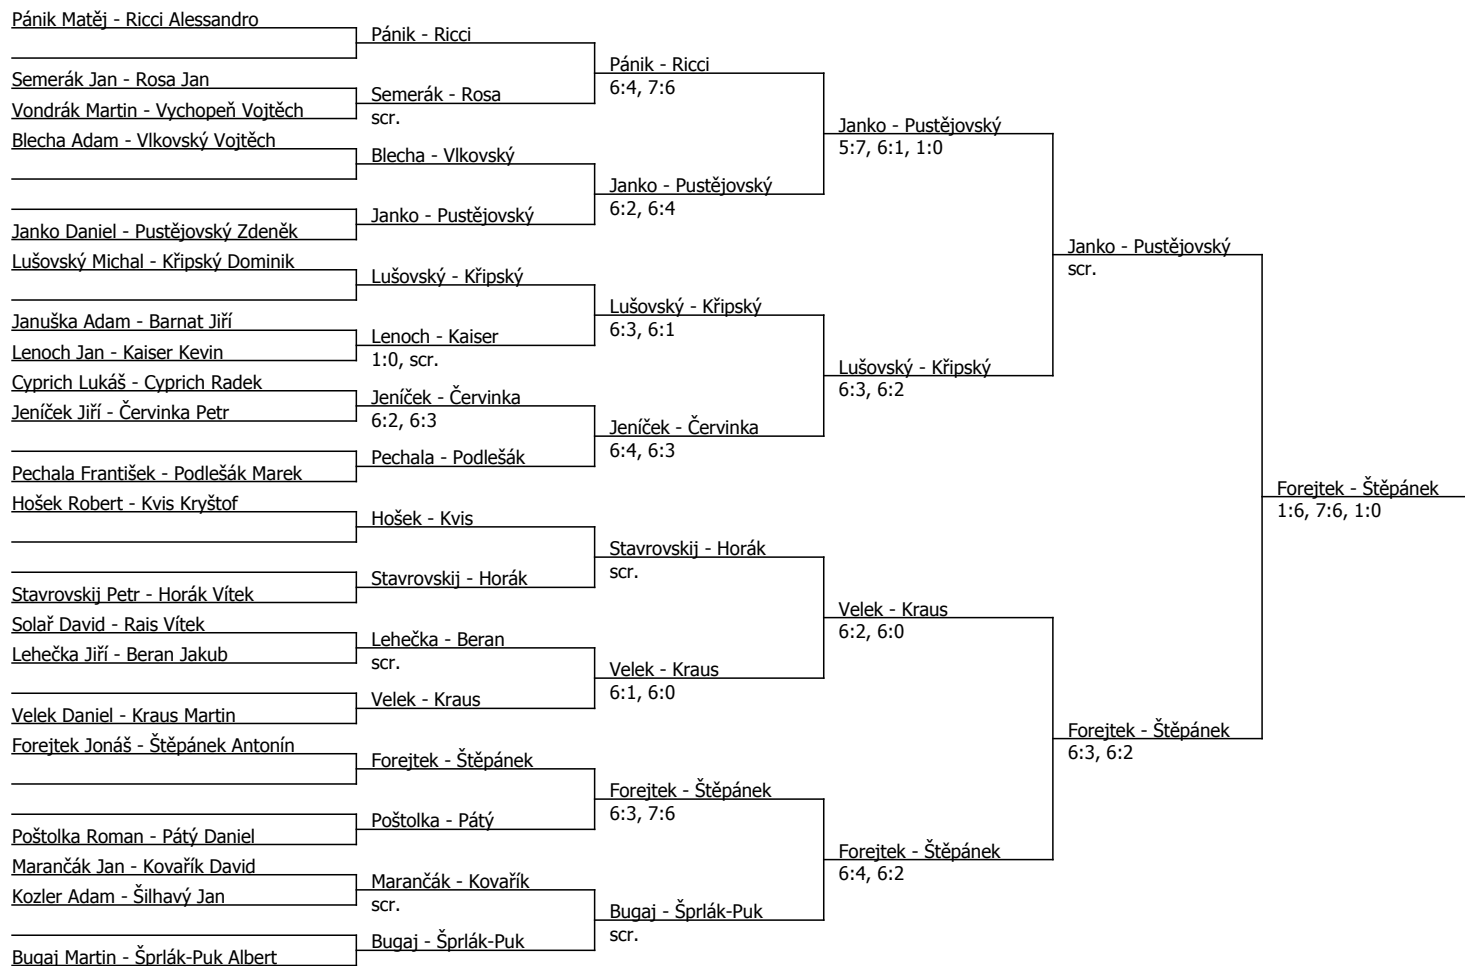 Pánik Matěj - Ricci Alessandro
Semerák Jan - Rosa Jan
Vondrák Martin - Vychopeň Vojtěch
Blecha Adam - Vlkovský Vojtěch
Janko Daniel - Pustějovský Zdeněk
Lušovský Michal - Křipský Dominik
Januška Adam - Barnat Jiří
Lenoch Jan - Kaiser Kevin
Cyprich Lukáš - Cyprich Radek
Jeníček Jiří - Červinka Petr
Pechala František - Podlešák Marek
Hošek Robert - Kvis Kryštof
Stavrovskij Petr - Horák Vítek
Solař David - Rais Vítek
Lehečka Jiří - Beran Jakub
Velek Daniel - Kraus Martin
Forejtek Jonáš - Štěpánek Antonín
Poštolka Roman - Pátý Daniel
Marančák Jan - Kovařík David
Kozler Adam - Šilhavý Jan
Bugaj Martin - Šprlák-Puk Albert
Pánik - Ricci
Semerák - Rosa
scr.
Blecha - Vlkovský
Janko - Pustějovský
Lušovský - Křipský
Lenoch - Kaiser
1:0, scr.
Jeníček - Červinka
6:2, 6:3
Pechala - Podlešák
Hošek - Kvis
Stavrovskij - Horák
Lehečka - Beran
scr.
Velek - Kraus
Forejtek - Štěpánek
Poštolka - Pátý
Marančák - Kovařík
scr.
Bugaj - Šprlák-Puk
Pánik - Ricci
6:4, 7:6
Janko - Pustějovský
6:2, 6:4
Lušovský - Křipský
6:3, 6:1
Jeníček - Červinka
6:4, 6:3
Stavrovskij - Horák
scr.
Velek - Kraus
6:1, 6:0
Forejtek - Štěpánek
6:3, 7:6
Bugaj - Šprlák-Puk
scr.
Janko - Pustějovský
5:7, 6:1, 1:0
Lušovský - Křipský
6:3, 6:2
Velek - Kraus
6:2, 6:0
Forejtek - Štěpánek
6:4, 6:2
Janko - Pustějovský
scr.
Forejtek - Štěpánek
6:3, 6:2
Forejtek - Štěpánek
1:6, 7:6, 1:0